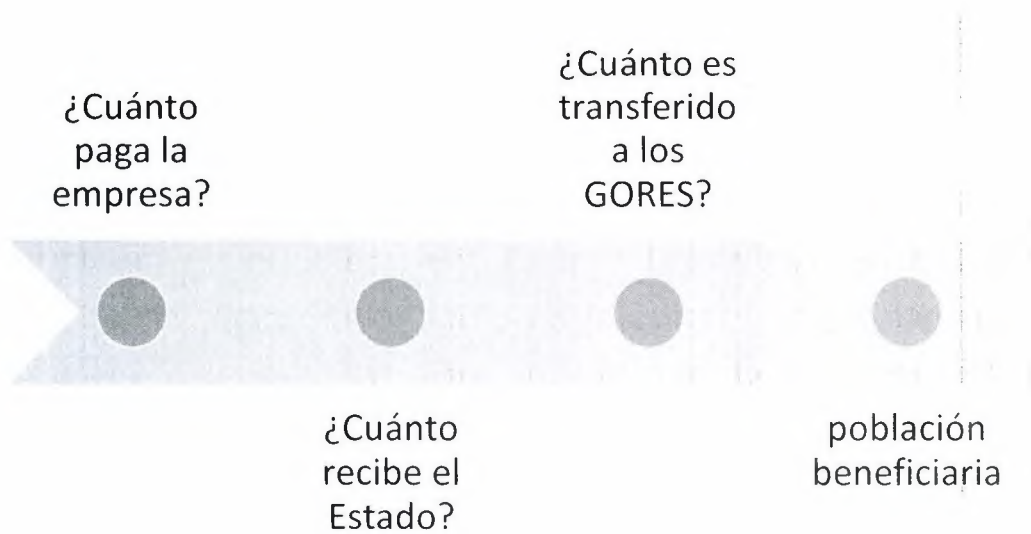 ¿Cuánto
paga la
empresa?
¿Cuánto
recibe el
Estado?
¿Cuánto es
transferido
a los
GORES?
población
beneficiaria